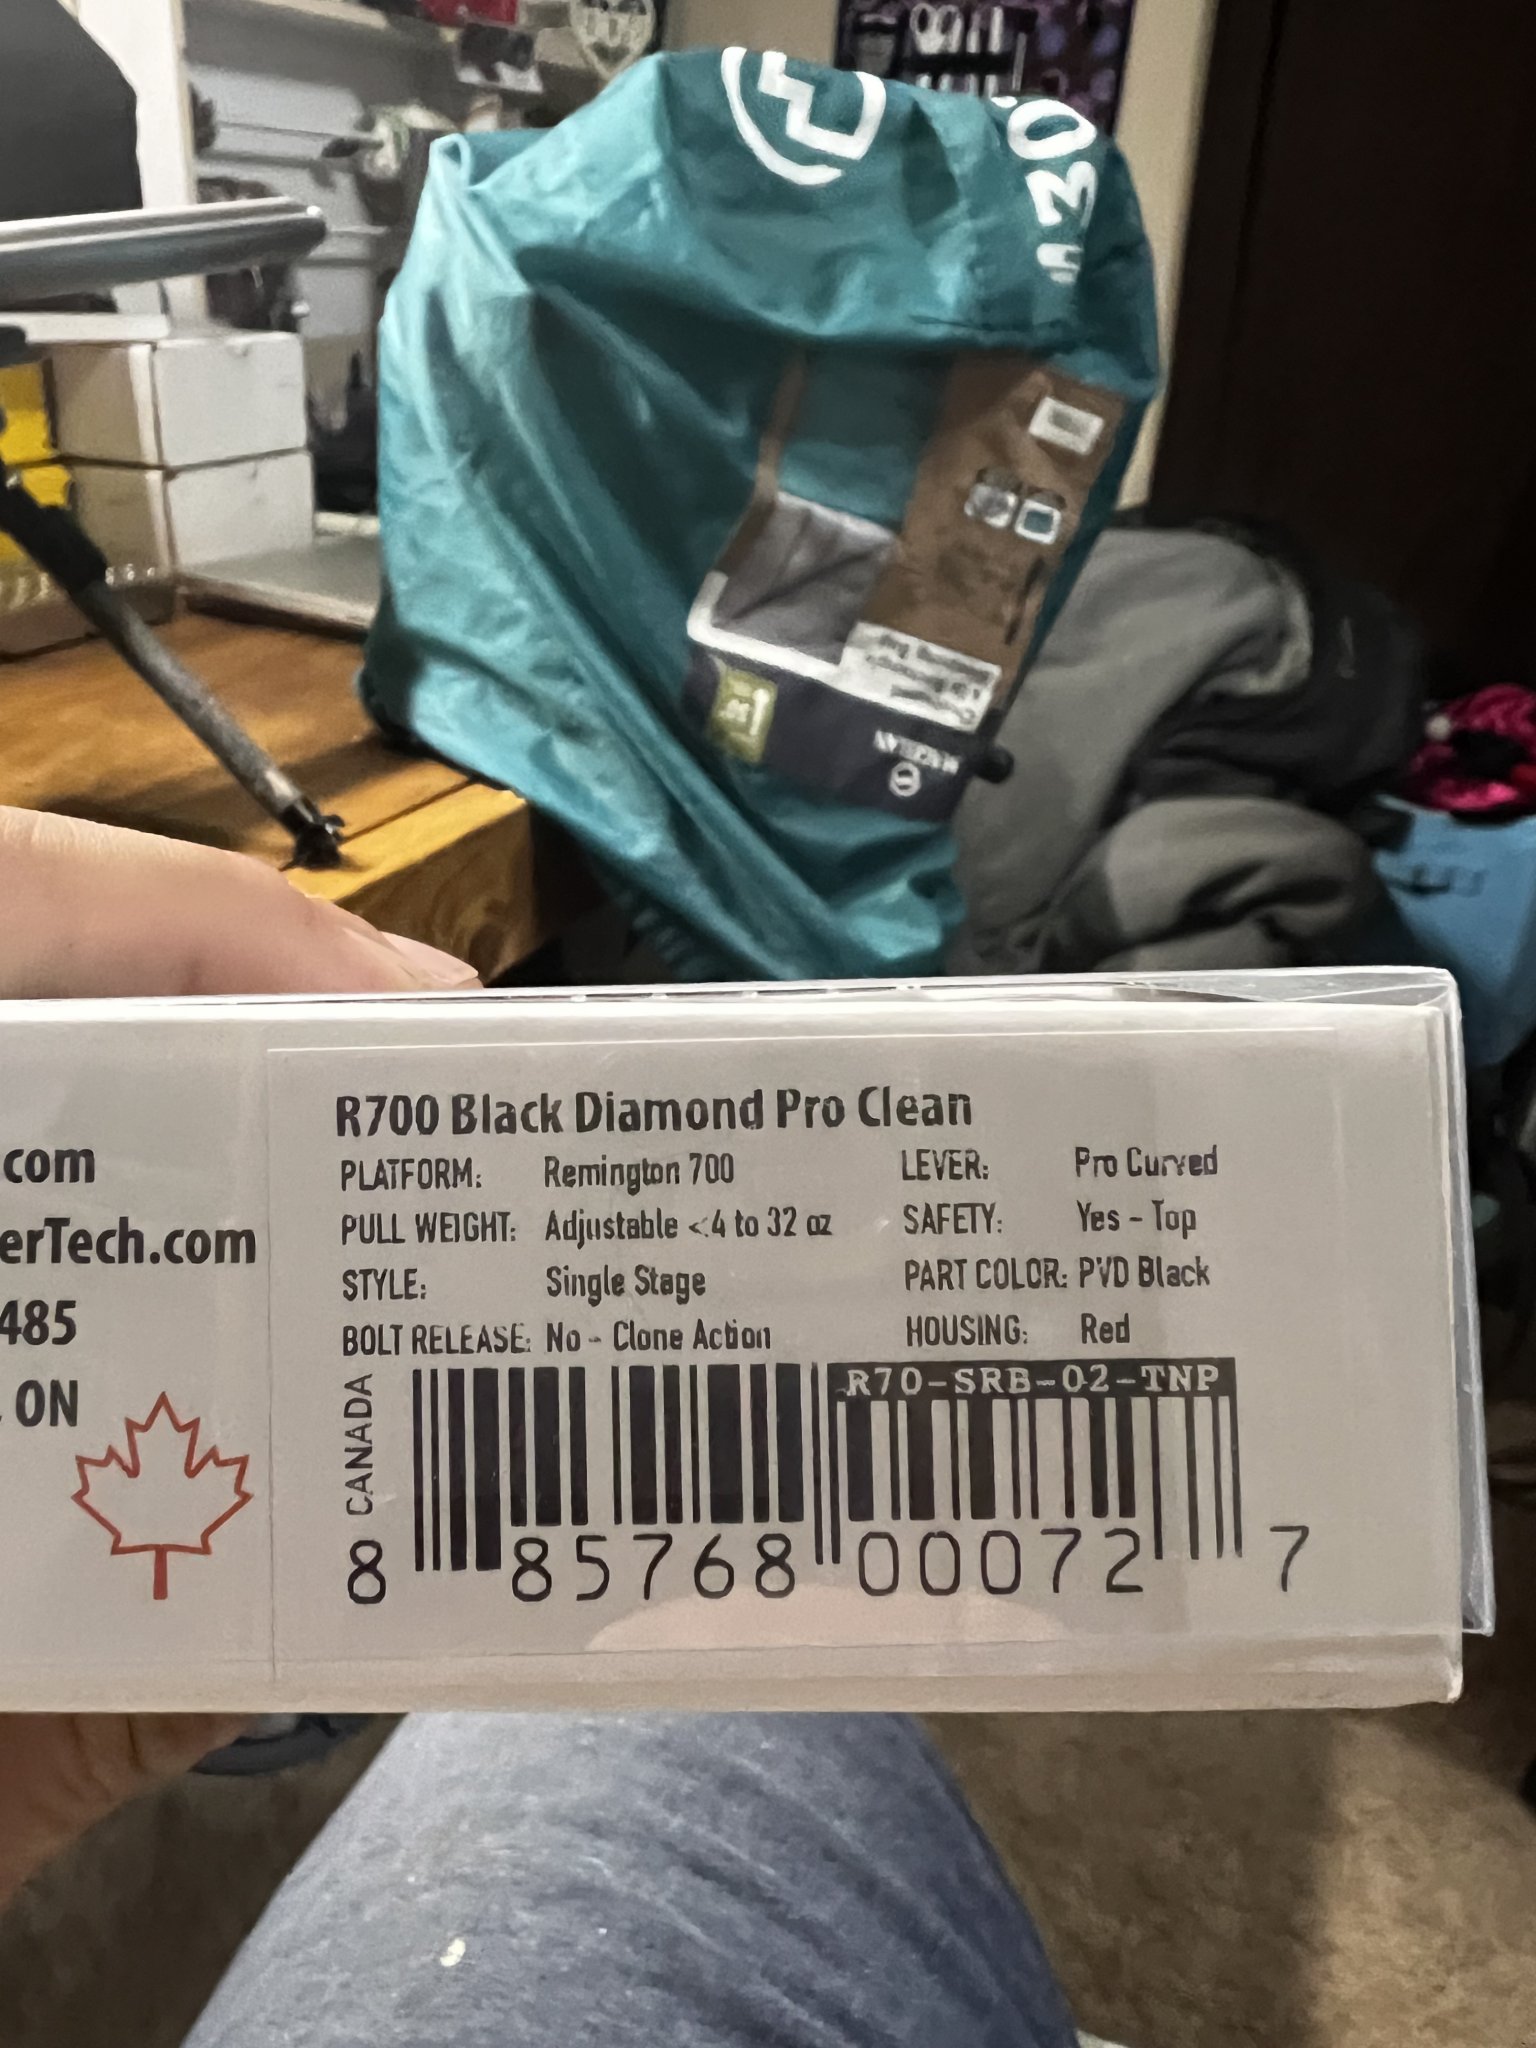 30°
MAGELLAN
.com
erTech.com
485
ON
R700 Black Diamond Pro Clean
PLATFORM: Remington 700
PULL WEIGHT: Adjustable <4 to 32 oz
STYLE: Single Stage
BOLT RELEASE: No - Clone Action
LEVER: Pro Curved
SAFETY: Yes - Top
PART COLOR: PVD Black
HOUSING: Red
CANADA
R70-SRB-02-TNP
8 85768 00072 7